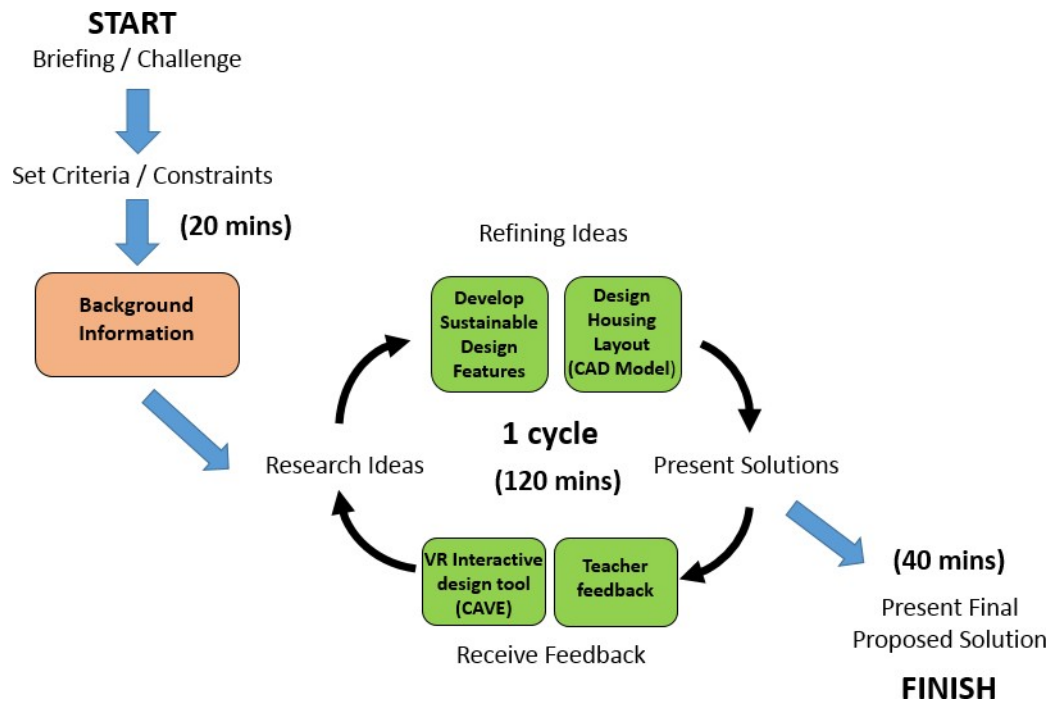 START
Briefing / Challenge
Set Criteria / Constraints
(20 mins)
Background
Information
Research Ideas
Refining Ideas
Develop
Sustainable
Design
Features
Design
Housing
Layout
(CAD Model)
1 cycle
(120 mins)
Present Solutions
Teacher
feedback
VR Interactive
design tool
(CAVE)
Receive Feedback
(40 mins)
Present Final
Proposed Solution
FINISH